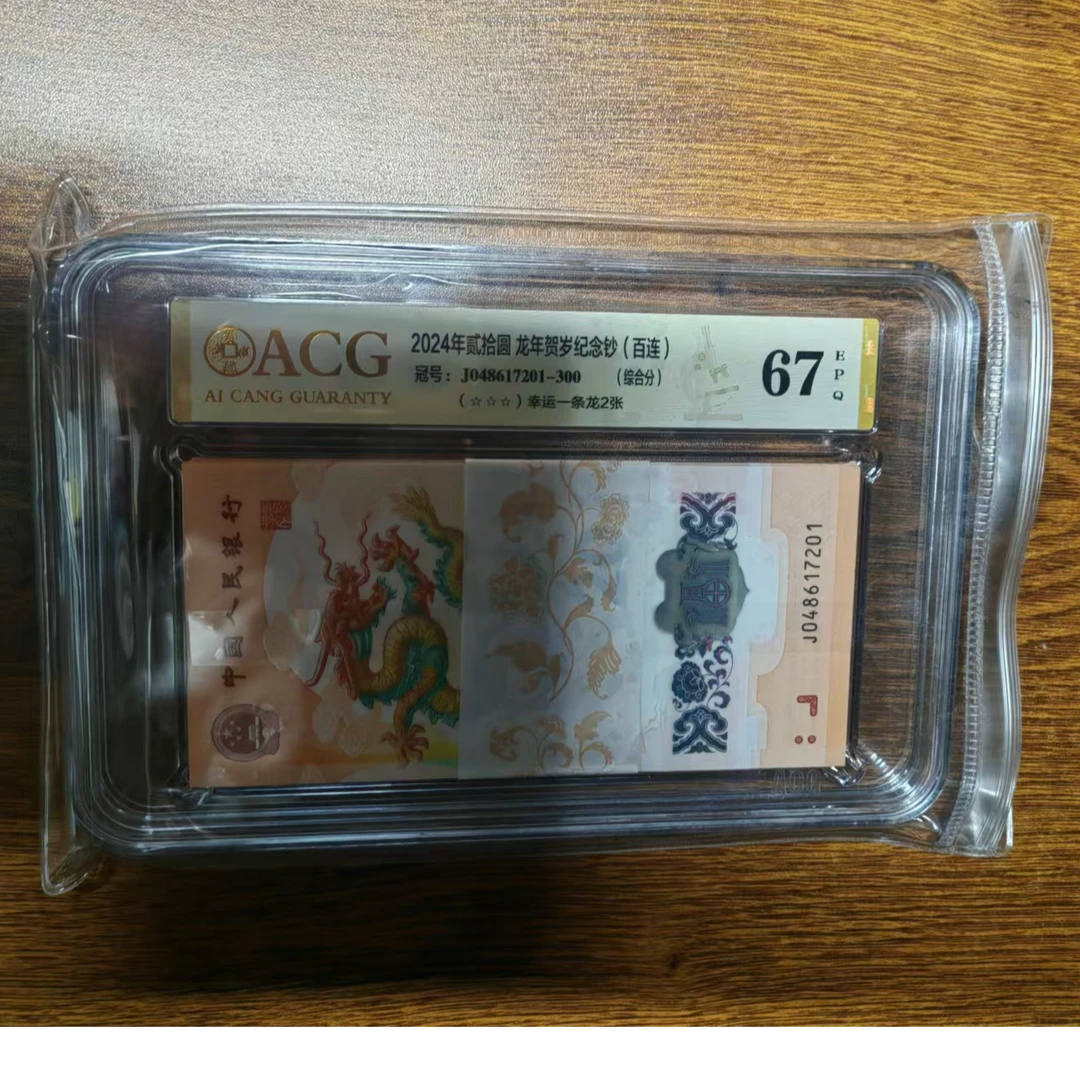 ACG
AI CANG GUARANTY
2024年贰拾圆 龙年贺岁纪念钞（百连）
冠号：J048617201-300 （综合分）
（☆☆☆）幸运一条龙2张
67
EPQ
中国人民银行
J048617201